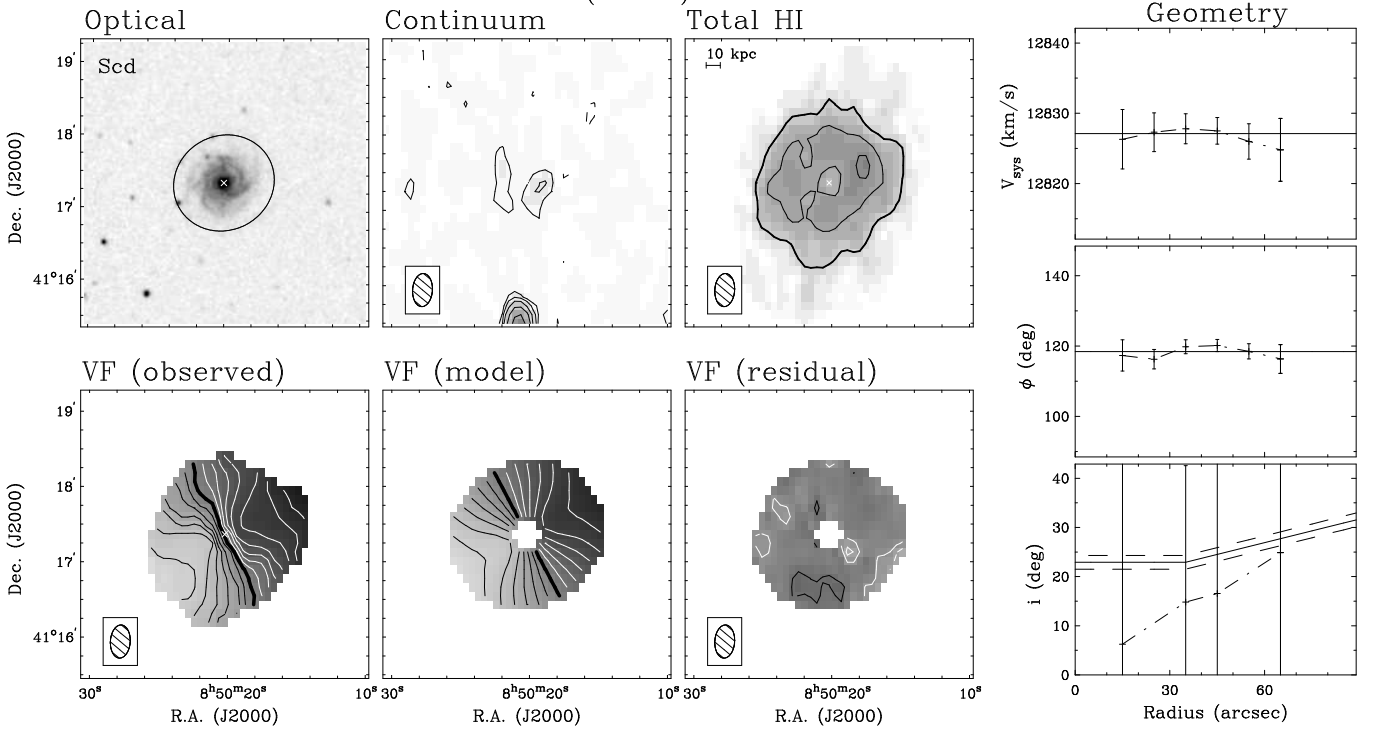 Optical
Continuum
Total HI
Geometry
Scd
10 kpc
19′
18′
17′
41°16′
Dec. (J2000)
12840
12830
12820
V_sys (km/s)
140
120
100
ϕ (deg)
VF (observed)
VF (model)
VF (residual)
19′
18′
17′
41°16′
Dec. (J2000)
40
30
20
10
0
i (deg)
30ˢ
8ʰ50ᵐ20ˢ
10ˢ
30ˢ
8ʰ50ᵐ20ˢ
10ˢ
30ˢ
8ʰ50ᵐ20ˢ
10ˢ
R.A. (J2000)
R.A. (J2000)
R.A. (J2000)
0
30
60
Radius (arcsec)